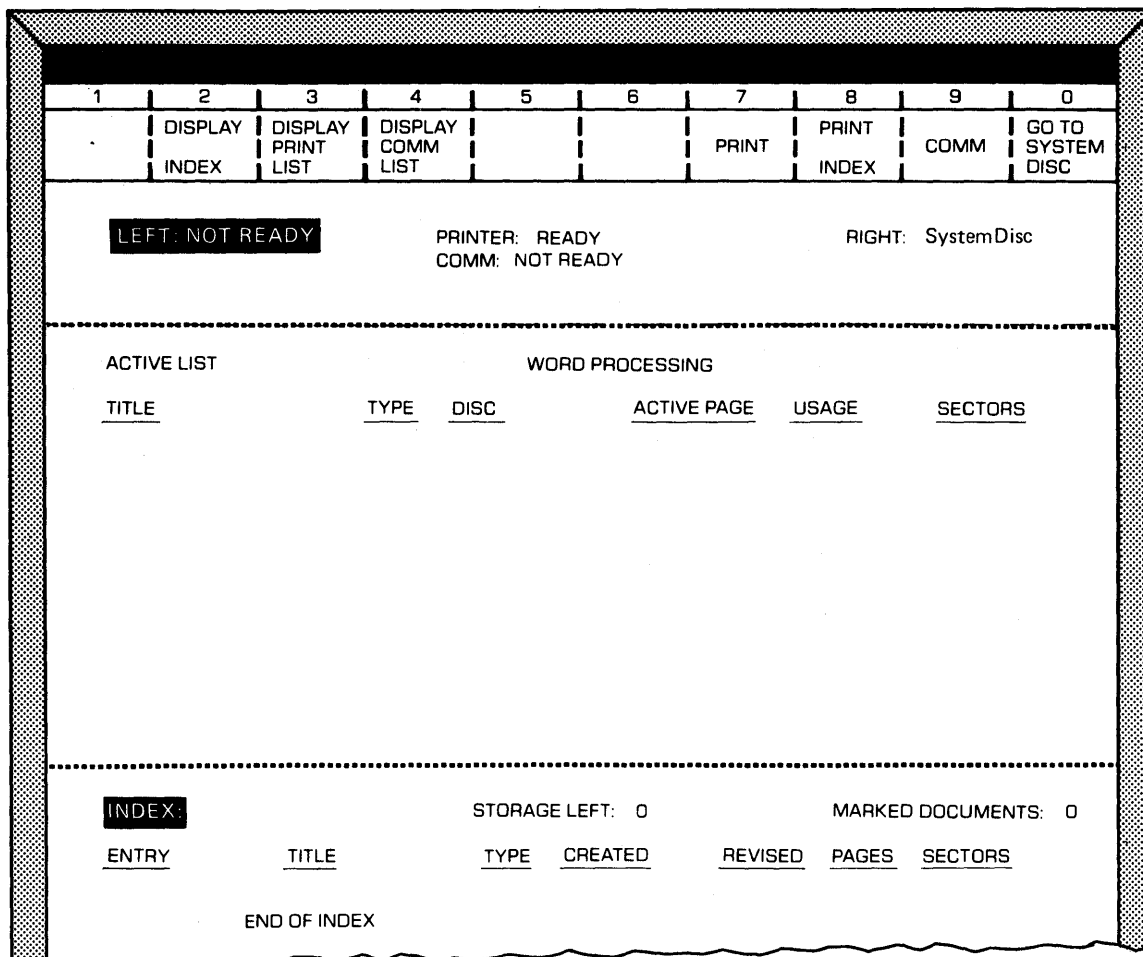 1 2 3 4 5 6 7 8 9 0
DISPLAY DISPLAY DISPLAY PRINT GO TO
PRINT COMM PRINT COMM SYSTEM
INDEX LIST LIST INDEX DISC
LEFT: NOT READY PRINTER: READY RIGHT: System Disc
COMM: NOT READY
ACTIVE LIST WORD PROCESSING
TITLE TYPE DISC ACTIVE PAGE USAGE SECTORS
INDEX: STORAGE LEFT: 0 MARKED DOCUMENTS: 0
ENTRY TITLE TYPE CREATED REVISED PAGES SECTORS
END OF INDEX